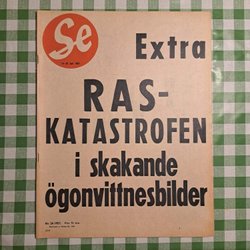 Se
Extra
RAS-
KATASTROFEN
i skakande
ögonvittnesbilder